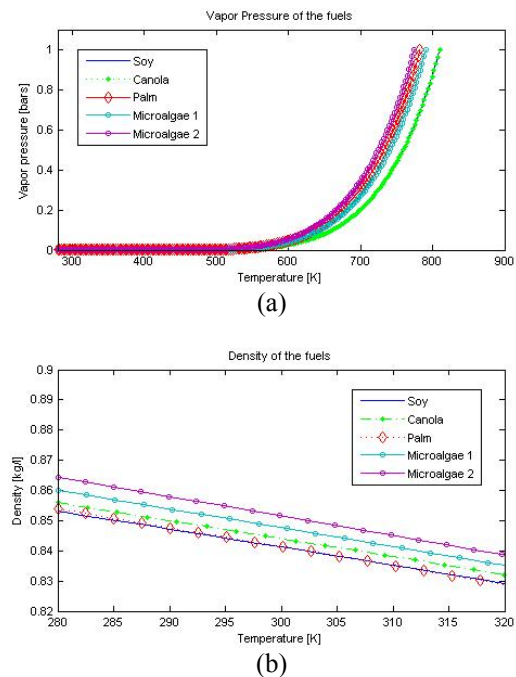 Vapor Pressure of the fuels
Vapor pressure [bars]
1
0.8
0.6
0.4
0.2
0
Soy
Canola
Palm
Microalgae 1
Microalgae 2
300 400 500 600 700 800 900
Temperature [K]
(a)
Density of the fuels
Density [kg/l]
0.9
0.89
0.88
0.87
0.86
0.85
0.84
0.83
0.82
Soy
Canola
Palm
Microalgae 1
Microalgae 2
280 285 290 295 300 305 310 315 320
Temperature [K]
(b)